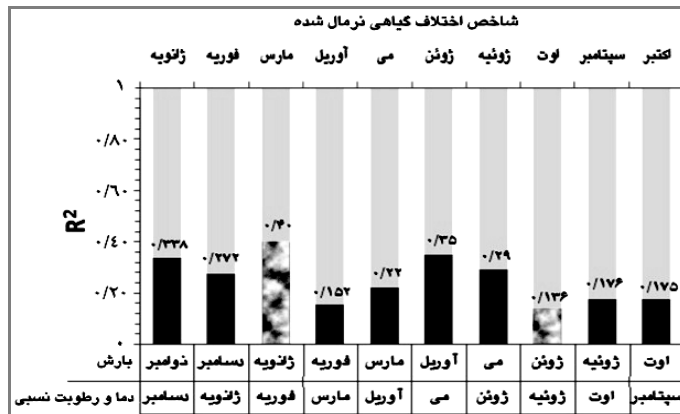 شاخص اختلاف گیاهی نرمال شده
ژانویه فوریه مارس آوریل می ژوئن ژوئیه اوت سپتامبر اکتبر
۱
۰/۸۰
۰/۶۰
۰/٤۰
۰/۲۰
۰
R²
۰/۳۳۸ ۰/۲۷۲ ۰/۴۰ ۰/۱۵۲ ۰/۲۲ ۰/۳۵ ۰/۲۹ ۰/۱۳۶ ۰/۱۷۶ ۰/۱۷۵
بارش نوامبر دسامبر ژانویه فوریه مارس آوریل می ژوئن ژوئیه اوت
دما و رطوبت نسبی دسامبر ژانویه فوریه مارس آوریل می ژوئن ژوئیه اوت سپتامبر